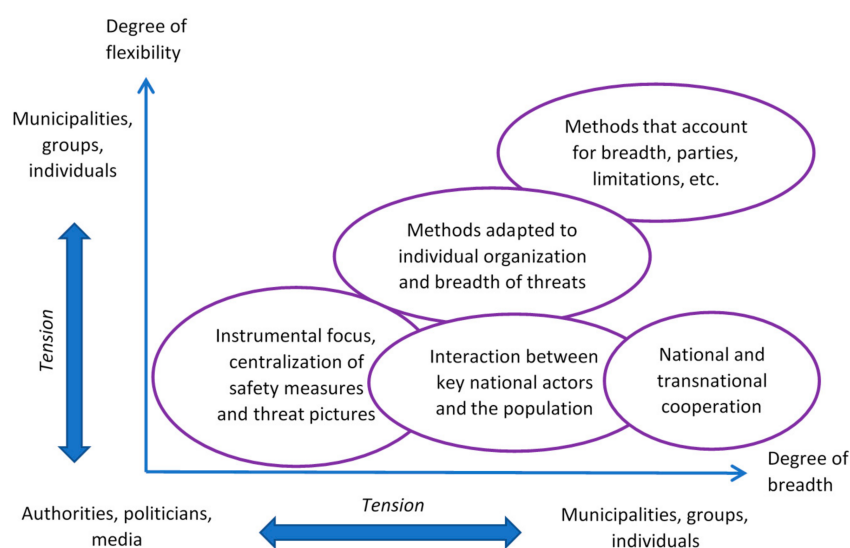 Degree of
flexibility
Municipalities,
groups,
individuals
Methods that account
for breadth, parties,
limitations, etc.
Methods adapted to
individual organization
and breadth of threats
Tension
Instrumental focus,
centralization of
safety measures
and threat pictures
Interaction between
key national actors
and the population
National and
transnational
cooperation
Degree of
breadth
Authorities, politicians,
media
Tension
Municipalities, groups,
individuals